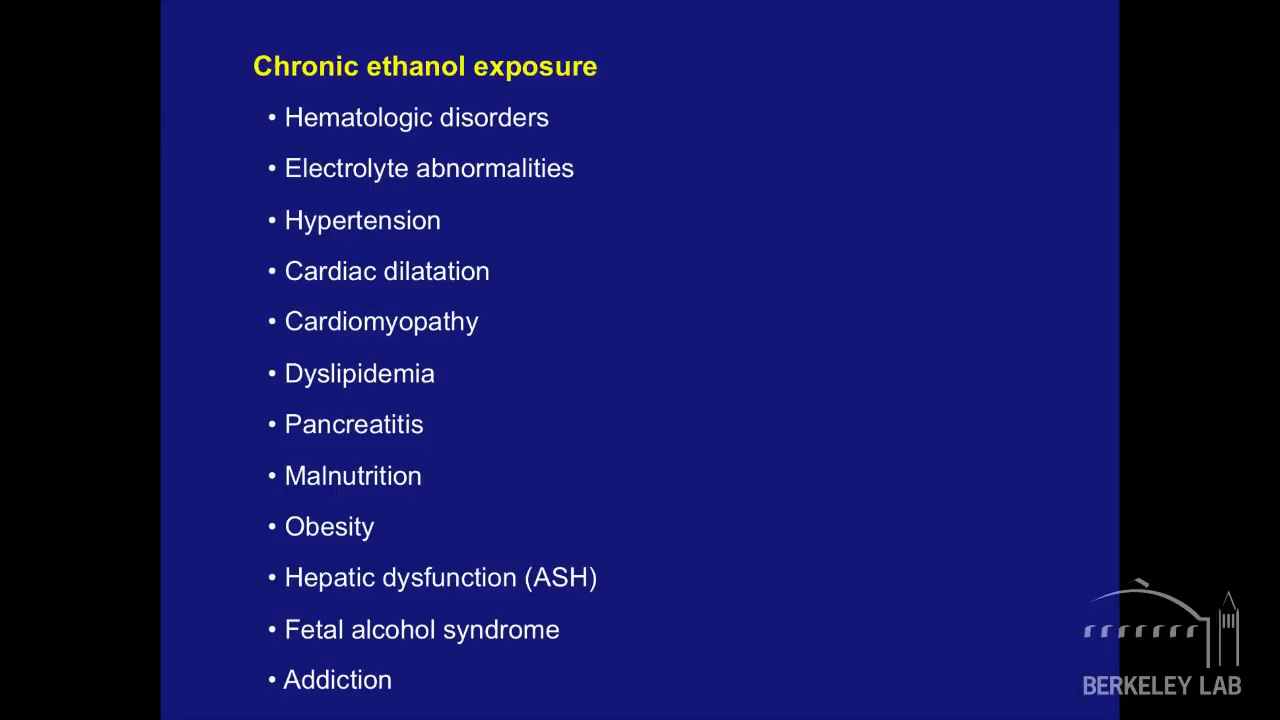 Chronic ethanol exposure
• Hematologic disorders
• Electrolyte abnormalities
• Hypertension
• Cardiac dilatation
• Cardiomyopathy
• Dyslipidemia
• Pancreatitis
• Malnutrition
• Obesity
• Hepatic dysfunction (ASH)
• Fetal alcohol syndrome
• Addiction
BERKELEY LAB